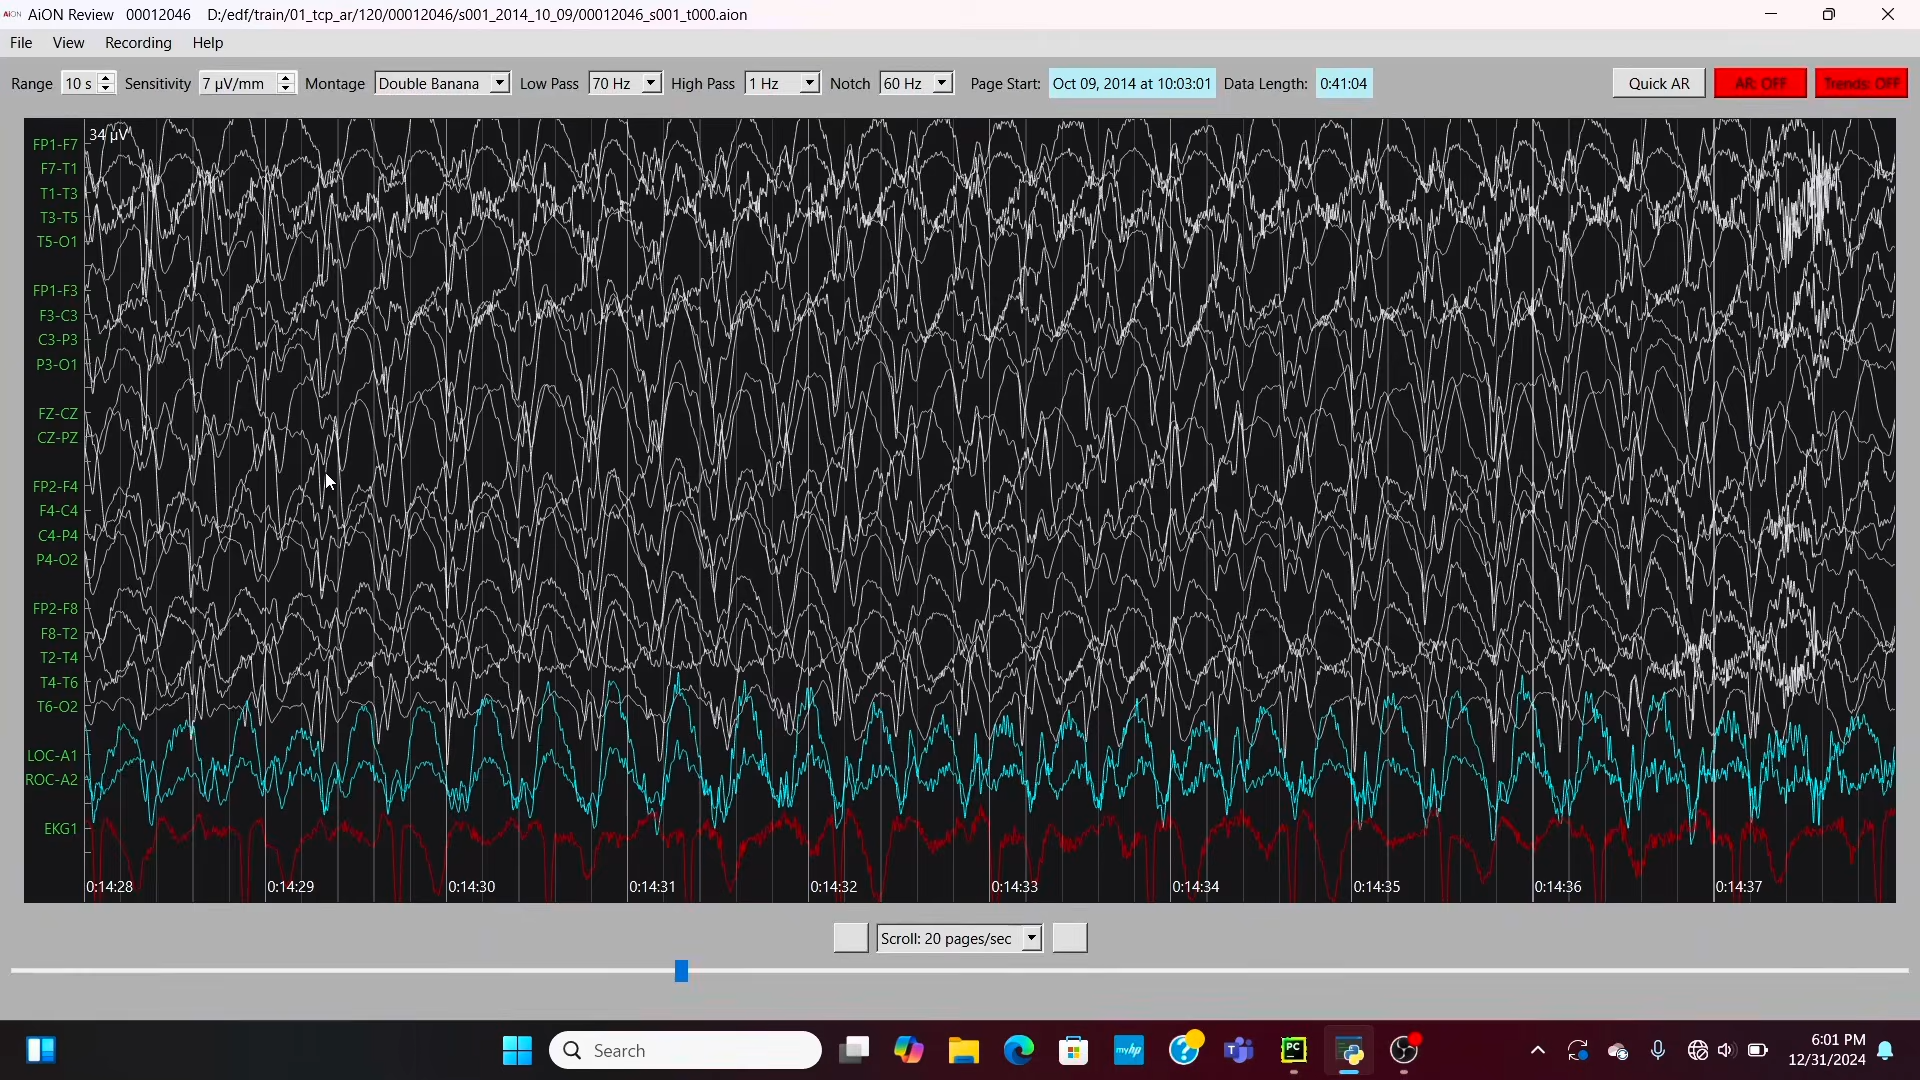 AiON AiON Review 00012046 D:/edf/train/01_tcp_ar/120/00012046/s001_2014_10_09/00012046_s001_t000.aion
File View Recording Help
Range 10 s Sensitivity 7 µV/mm Montage Double Banana Low Pass 70 Hz High Pass 1 Hz Notch 60 Hz Page Start: Oct 09, 2014 at 10:03:01 Data Length: 0:41:04 Quick AR AR: OFF Trends: OFF
34 µV
FP1-F7
F7-T1
T1-T3
T3-T5
T5-O1
FP1-F3
F3-C3
C3-P3
P3-O1
FZ-CZ
CZ-PZ
FP2-F4
F4-C4
C4-P4
P4-O2
FP2-F8
F8-T2
T2-T4
T4-T6
T6-O2
LOC-A1
ROC-A2
EKG1
0:14:28 0:14:29 0:14:30 0:14:31 0:14:32 0:14:33 0:14:34 0:14:35 0:14:36 0:14:37
Scroll: 20 pages/sec
Search
myhp
PC
6:01 PM
12/31/2024